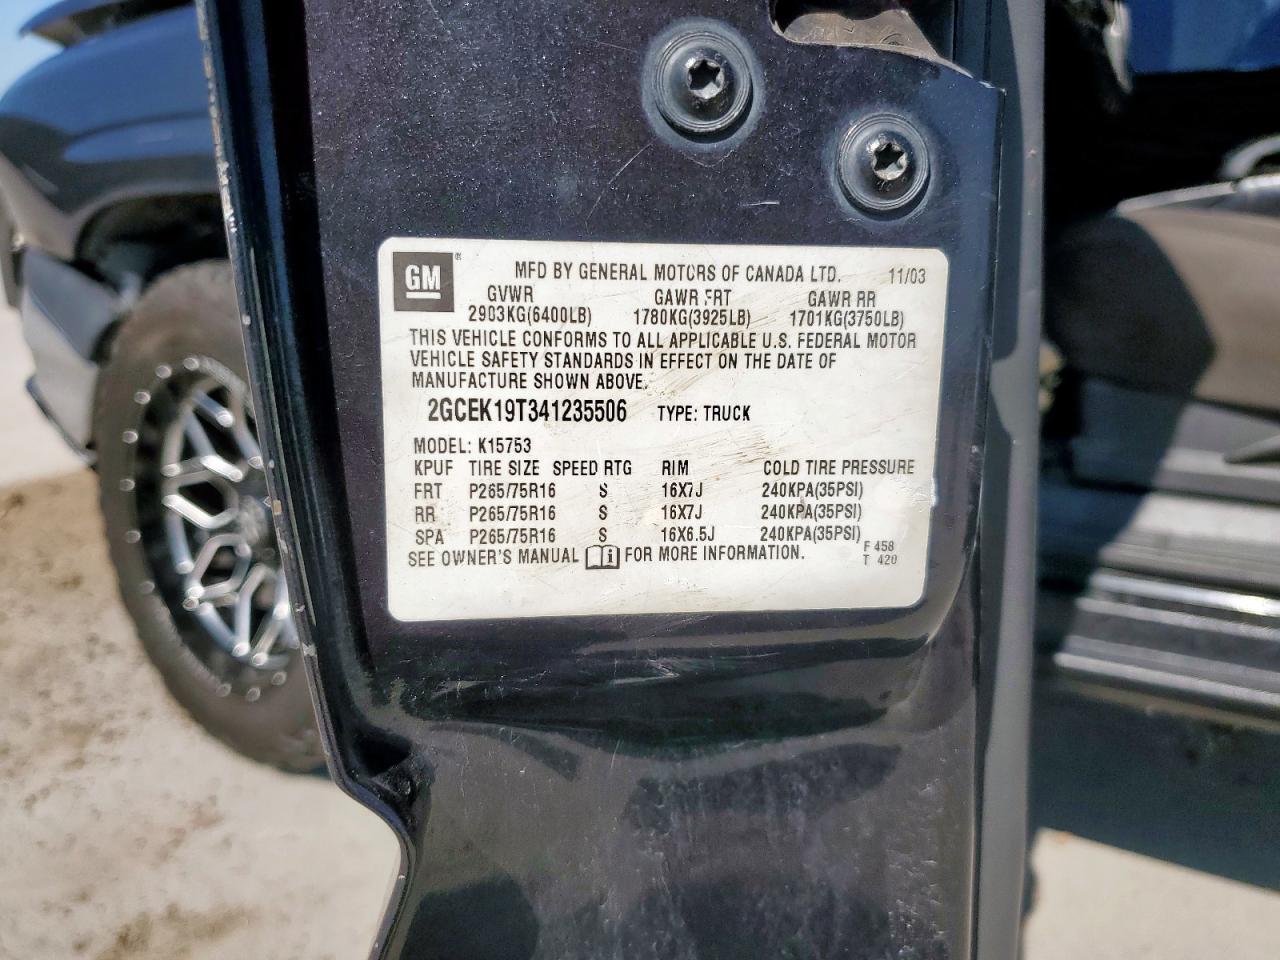 GM ® MFD BY GENERAL MOTORS OF CANADA LTD. 11/03
GVWR GAWR FRT GAWR RR
2903KG(6400LB) 1780KG(3925LB) 1701KG(3750LB)
THIS VEHICLE CONFORMS TO ALL APPLICABLE U.S. FEDERAL MOTOR
VEHICLE SAFETY STANDARDS IN EFFECT ON THE DATE OF
MANUFACTURE SHOWN ABOVE.
2GCEK19T341235506 TYPE: TRUCK
MODEL: K15753
KPUF TIRE SIZE SPEED RTG RIM COLD TIRE PRESSURE
FRT P265/75R16 S 16X7J 240KPA(35PSI)
RR P265/75R16 S 16X7J 240KPA(35PSI)
SPA P265/75R16 S 16X6.5J 240KPA(35PSI)
SEE OWNER'S MANUAL i FOR MORE INFORMATION.
F 458
T 420